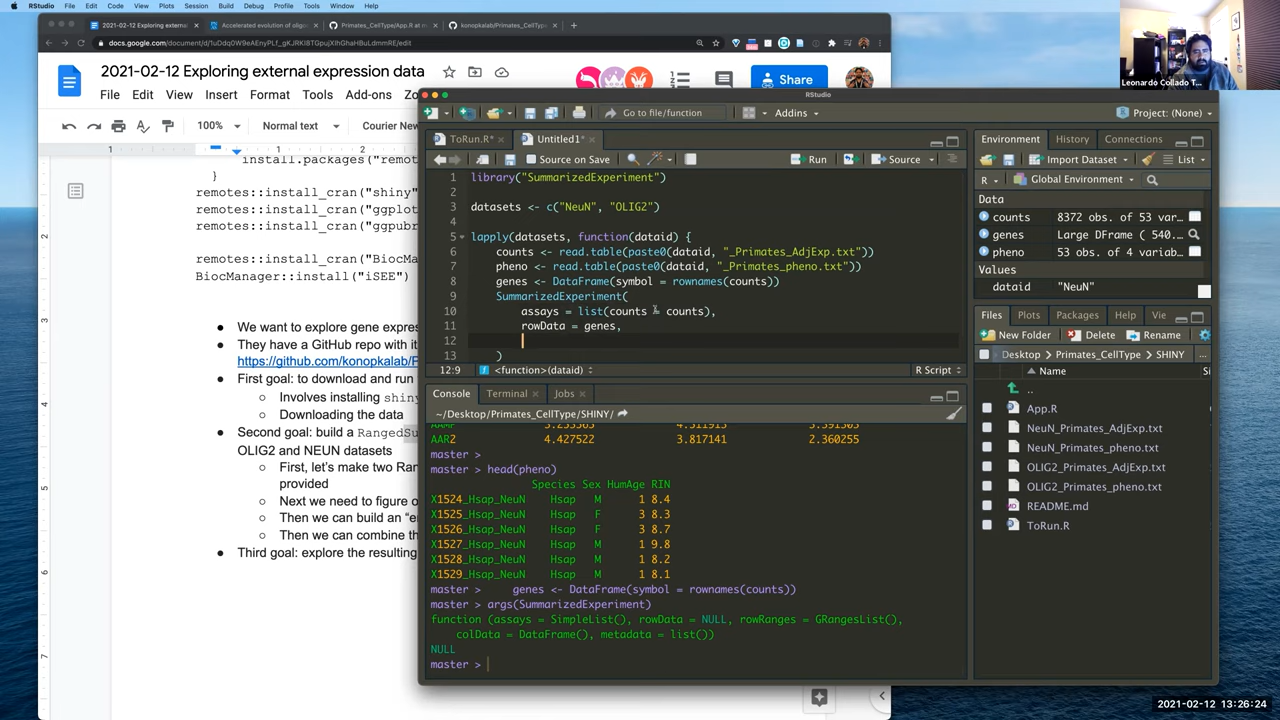 RStudio File Edit Code View Plots Session Build Debug Profile Tools Window Help
2021-02-12 Exploring external
Accelerated evolution of oligo
Primates_CellType/App.R at m
konopkalab/Primates_CellType
2021-02-12 Exploring external expression data
Share
File Edit View Insert Format Tools Add-ons
100%
Normal text
Courier New
install.packages("remot
}
remotes::install_cran("shiny"
remotes::install_cran("ggplot
remotes::install_cran("ggpubr
remotes::install_cran("BiocMa
BiocManager::install("iSEE")
We want to explore gene expres
They have a GitHub repo with it
https://github.com/konopkalab/P
First goal: to download and run
Involves installing shiny
Downloading the data
Second goal: build a RangedSu
OLIG2 and NEUN datasets
First, let's make two Ran
provided
Next we need to figure o
Then we can build an "e
Then we can combine th
Third goal: explore the resulting
Leonardo Collado T...
RStudio
Go to file/function
Addins
Project: (None)
ToRun.R*
Untitled1*
Source on Save
Run
Source
1 library("SummarizedExperiment")
2
3 datasets <- c("NeuN", "OLIG2")
4
5 lapply(datasets, function(dataid) {
6 counts <- read.table(paste0(dataid, "_Primates_AdjExp.txt"))
7 pheno <- read.table(paste0(dataid, "_Primates_pheno.txt"))
8 genes <- DataFrame(symbol = rownames(counts))
9 SummarizedExperiment(
10 assays = list(counts = counts),
11 rowData = genes,
12
13 )
12:9
<function>(dataid)
R Script
Console
Terminal
Jobs
~/Desktop/Primates_CellType/SHINY/
AAR2 4.427522 3.817141 2.360255
master >
master > head(pheno)
Species Sex HumAge RIN
X1524_Hsap_NeuN Hsap M 1 8.4
X1525_Hsap_NeuN Hsap F 3 8.3
X1526_Hsap_NeuN Hsap F 3 8.7
X1527_Hsap_NeuN Hsap M 1 9.8
X1528_Hsap_NeuN Hsap M 1 8.2
X1529_Hsap_NeuN Hsap M 1 8.1
master > genes <- DataFrame(symbol = rownames(counts))
master > args(SummarizedExperiment)
function (assays = SimpleList(), rowData = NULL, rowRanges = GRangesList(),
colData = DataFrame(), metadata = list())
NULL
master >
Environment
History
Connections
Import Dataset
List
R
Global Environment
Data
counts 8372 obs. of 53 var...
genes Large DFrame ( 540...
pheno 53 obs. of 4 variab...
Values
dataid "NeuN"
Files
Plots
Packages
Help
Vie
New Folder
Delete
Rename
Desktop > Primates_CellType > SHINY
Name
..
App.R
NeuN_Primates_AdjExp.txt
NeuN_Primates_pheno.txt
OLIG2_Primates_AdjExp.txt
OLIG2_Primates_pheno.txt
README.md
ToRun.R
2021-02-12 13:26:24